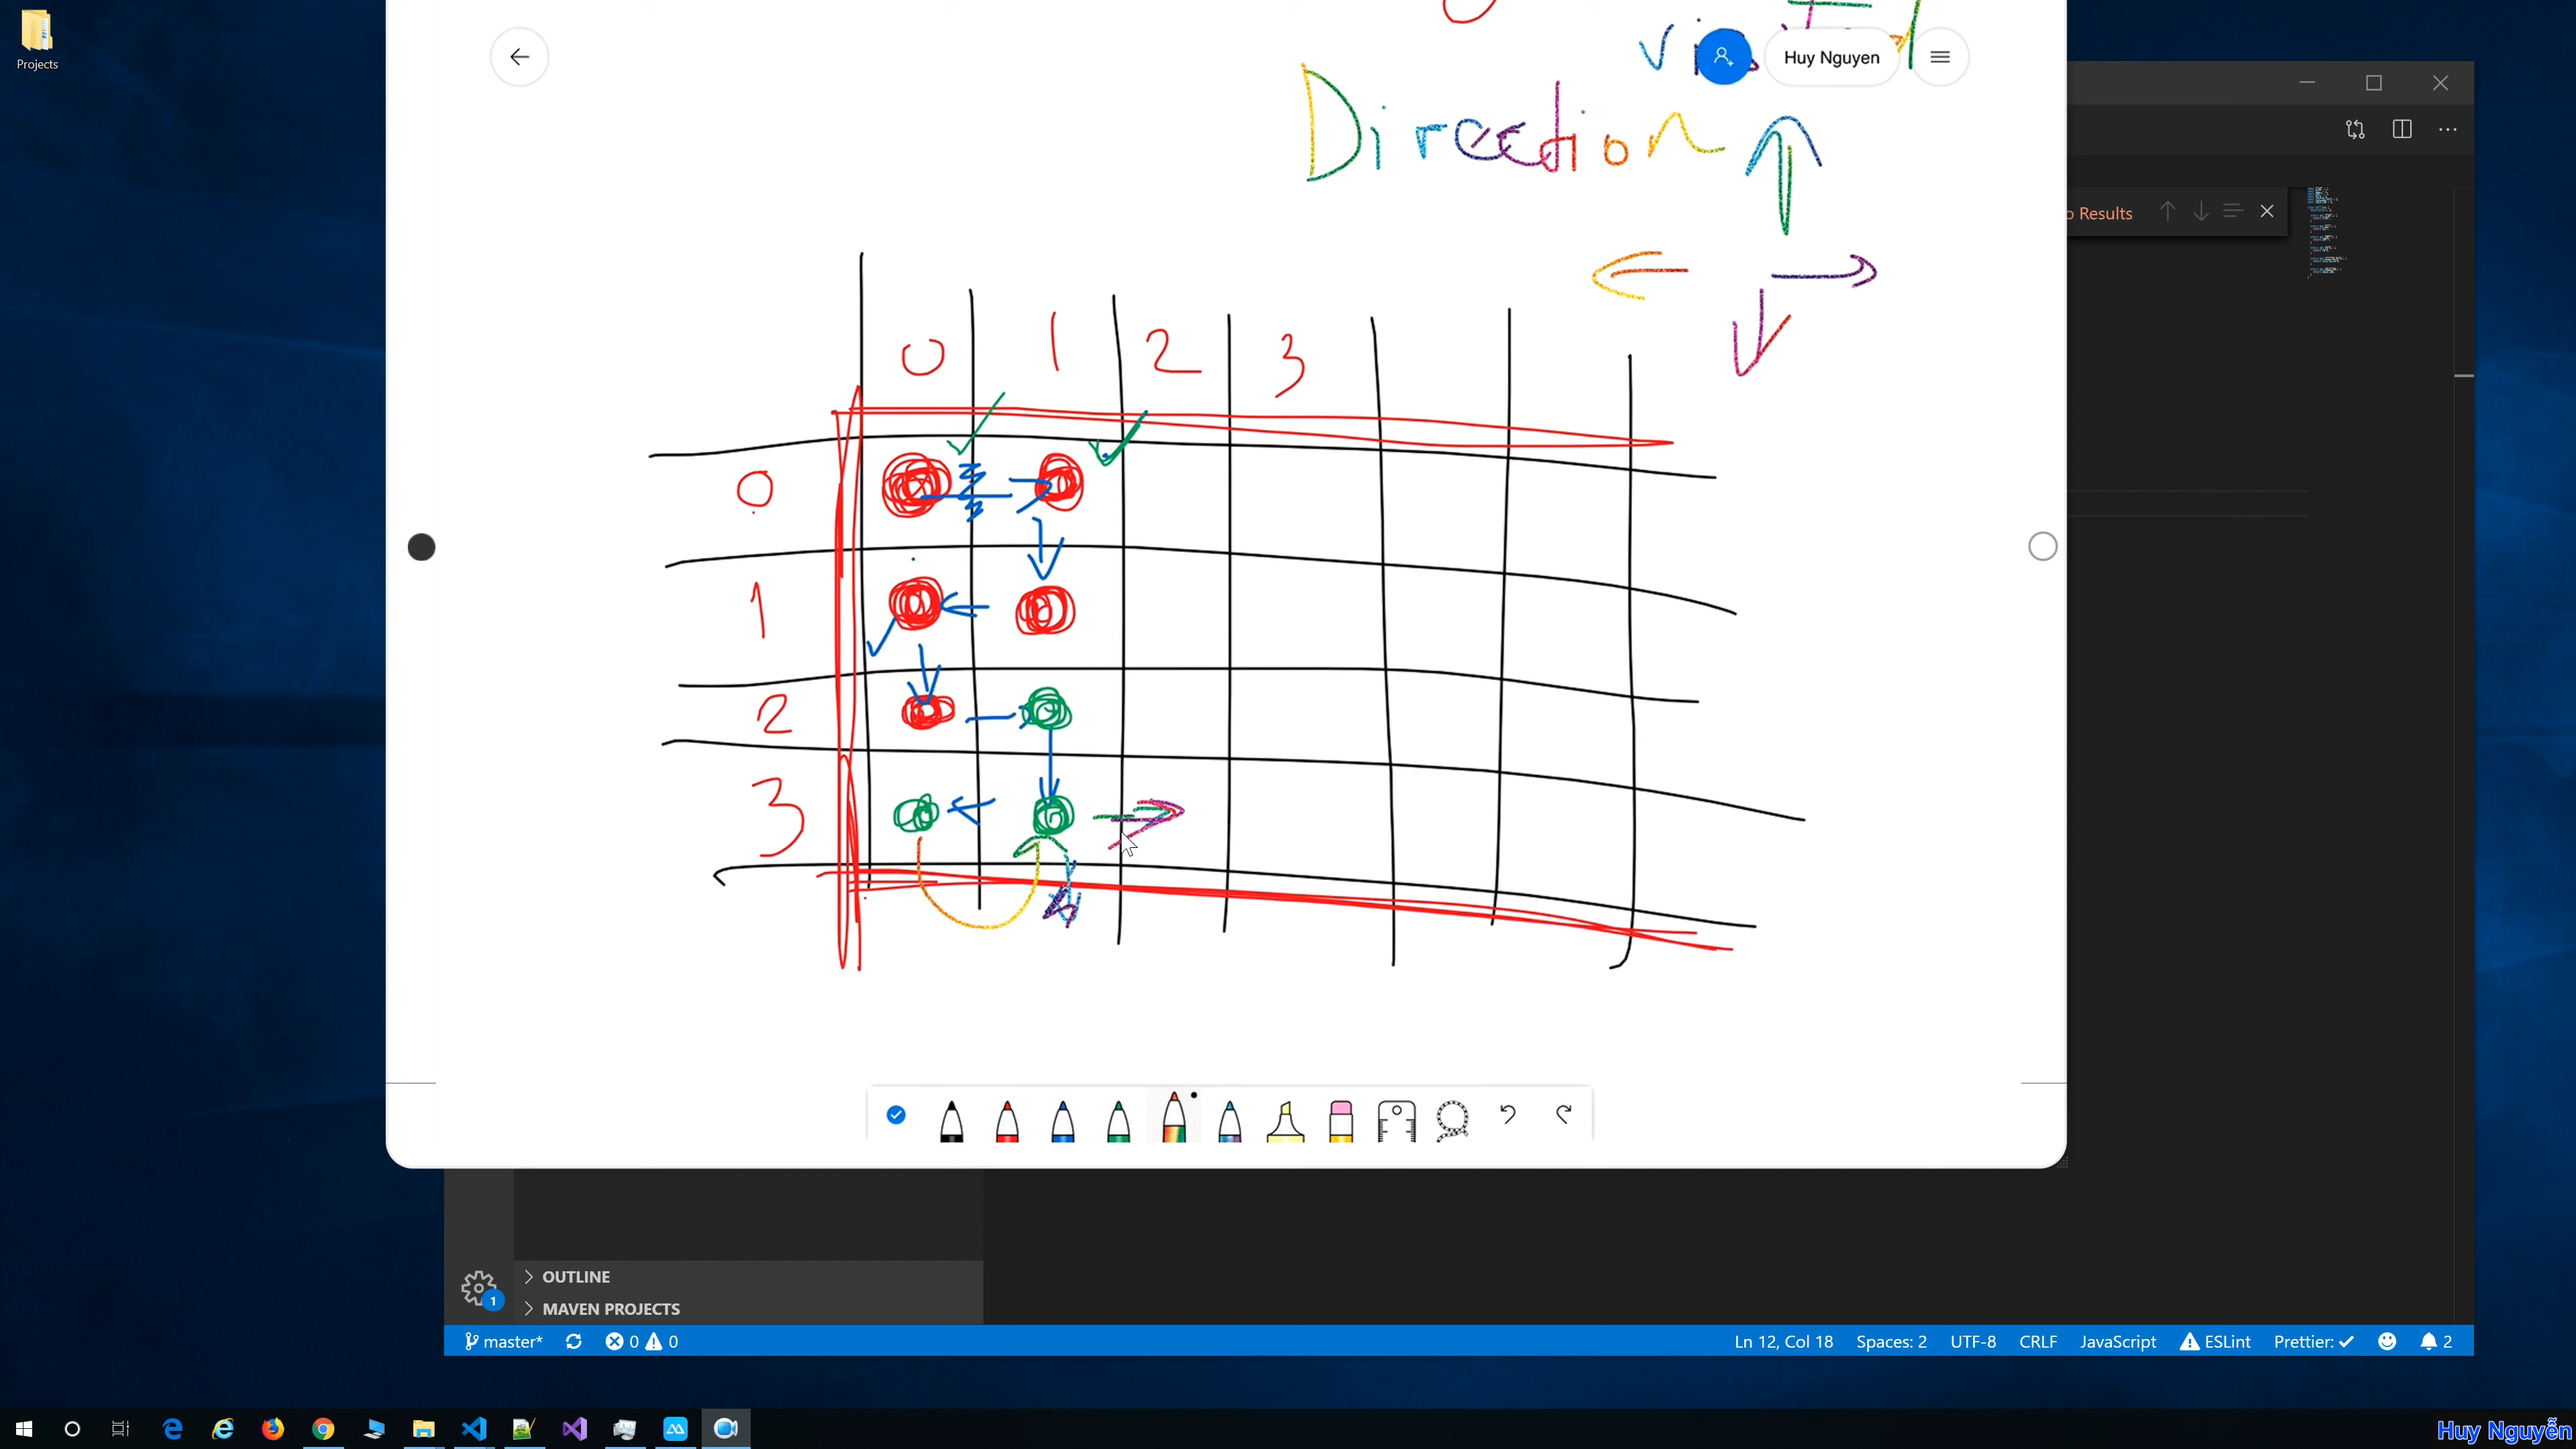 Projects
Huy Nguyen
Direction
Results
0 1 2 3
0
1
2
3
OUTLINE
MAVEN PROJECTS
1
master* 0 0 Ln 12, Col 18 Spaces: 2 UTF-8 CRLF JavaScript ESLint Prettier: 2
Huy Nguyễn